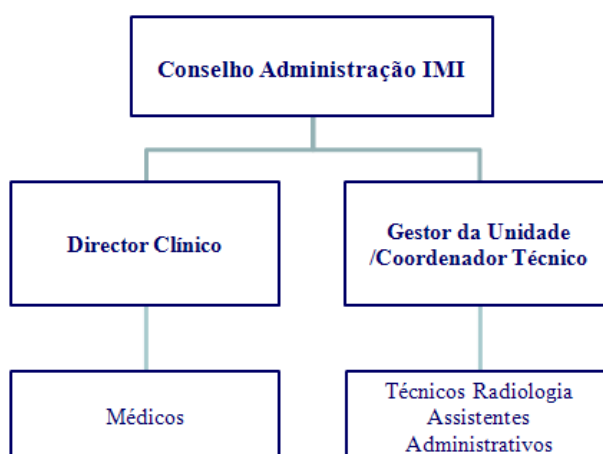 Conselho Administração IMI
Director Clínico
Gestor da Unidade
/Coordenador Técnico
Médicos
Técnicos Radiologia
Assistentes
Administrativos